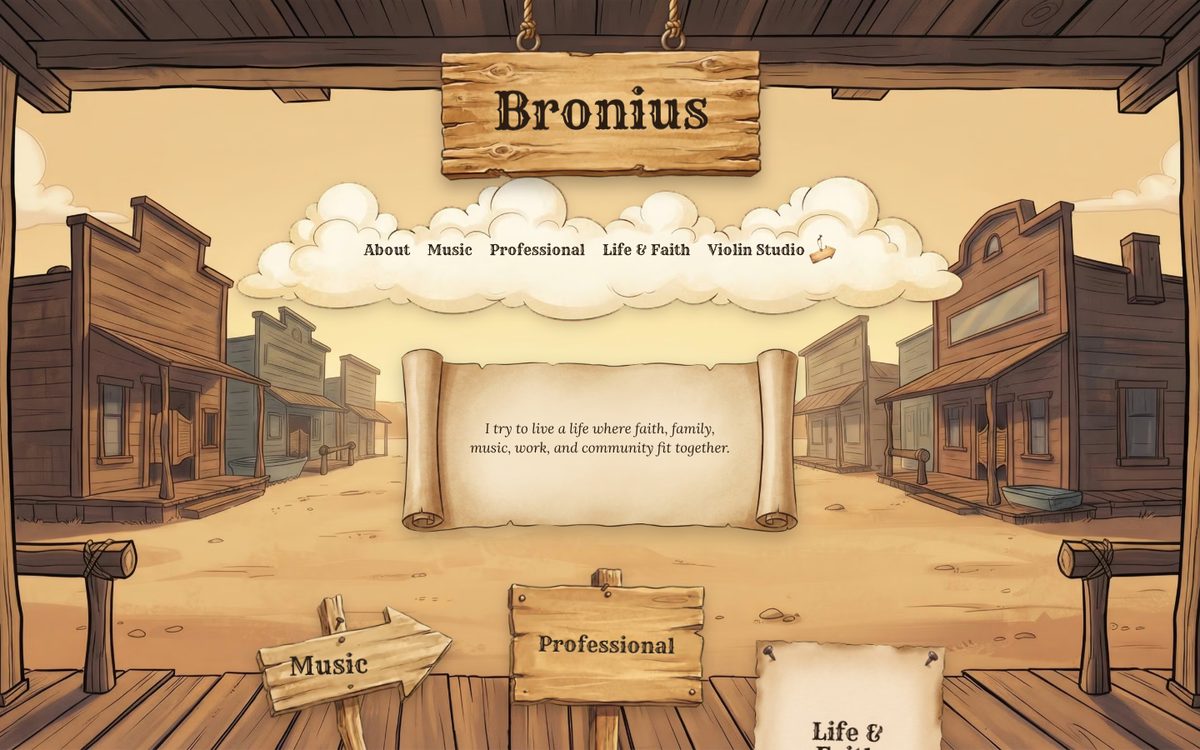 Bronius
About Music Professional Life & Faith Violin Studio
I try to live a life where faith, family,
music, work, and community fit together.
Professional
Music
Life &
Faith